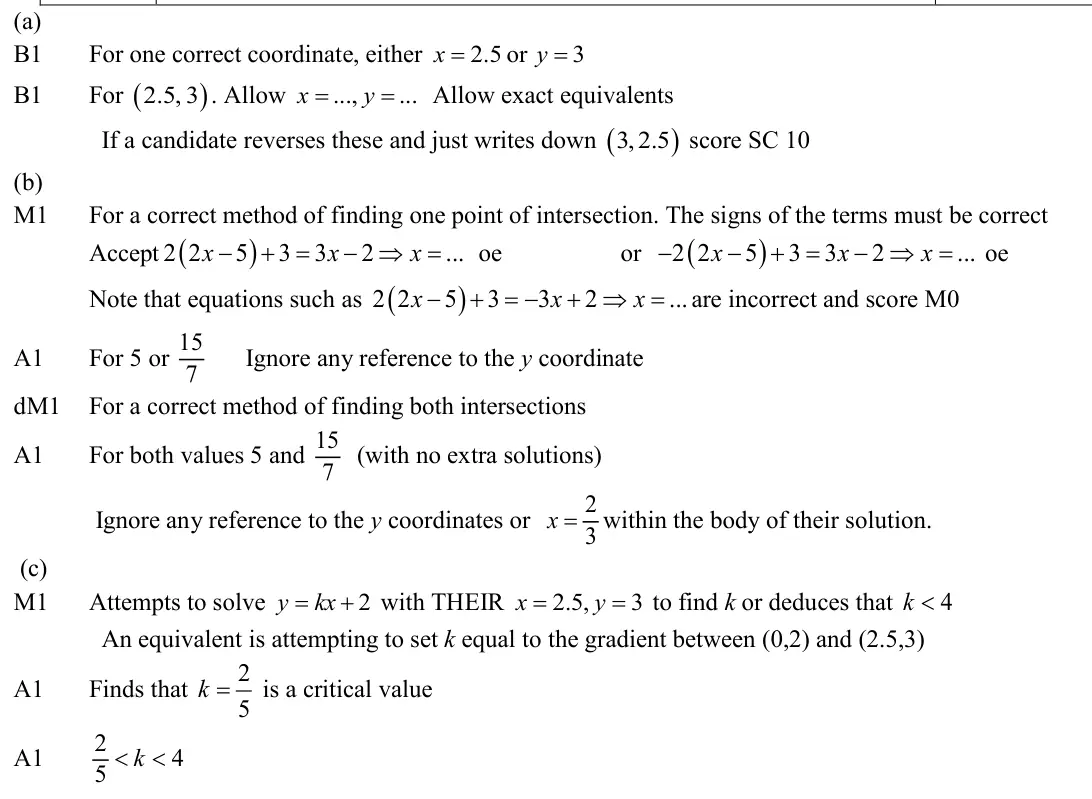 (a)
B1 For one correct coordinate, either x = 2.5 or y = 3
B1 For (2.5, 3). Allow x = ..., y = ... Allow exact equivalents
If a candidate reverses these and just writes down (3, 2.5) score SC 10
(b)
M1 For a correct method of finding one point of intersection. The signs of the terms must be correct
Accept 2(2x − 5) + 3 = 3x − 2 ⇒ x = ... oe or −2(2x − 5) + 3 = 3x − 2 ⇒ x = ... oe
Note that equations such as 2(2x − 5) + 3 = −3x + 2 ⇒ x = ... are incorrect and score M0
A1 For 5 or 15/7 Ignore any reference to the y coordinate
dM1 For a correct method of finding both intersections
A1 For both values 5 and 15/7 (with no extra solutions)
Ignore any reference to the y coordinates or x = 2/3 within the body of their solution.
(c)
M1 Attempts to solve y = kx + 2 with THEIR x = 2.5, y = 3 to find k or deduces that k < 4
An equivalent is attempting to set k equal to the gradient between (0,2) and (2.5,3)
A1 Finds that k = 2/5 is a critical value
A1 2/5 < k < 4